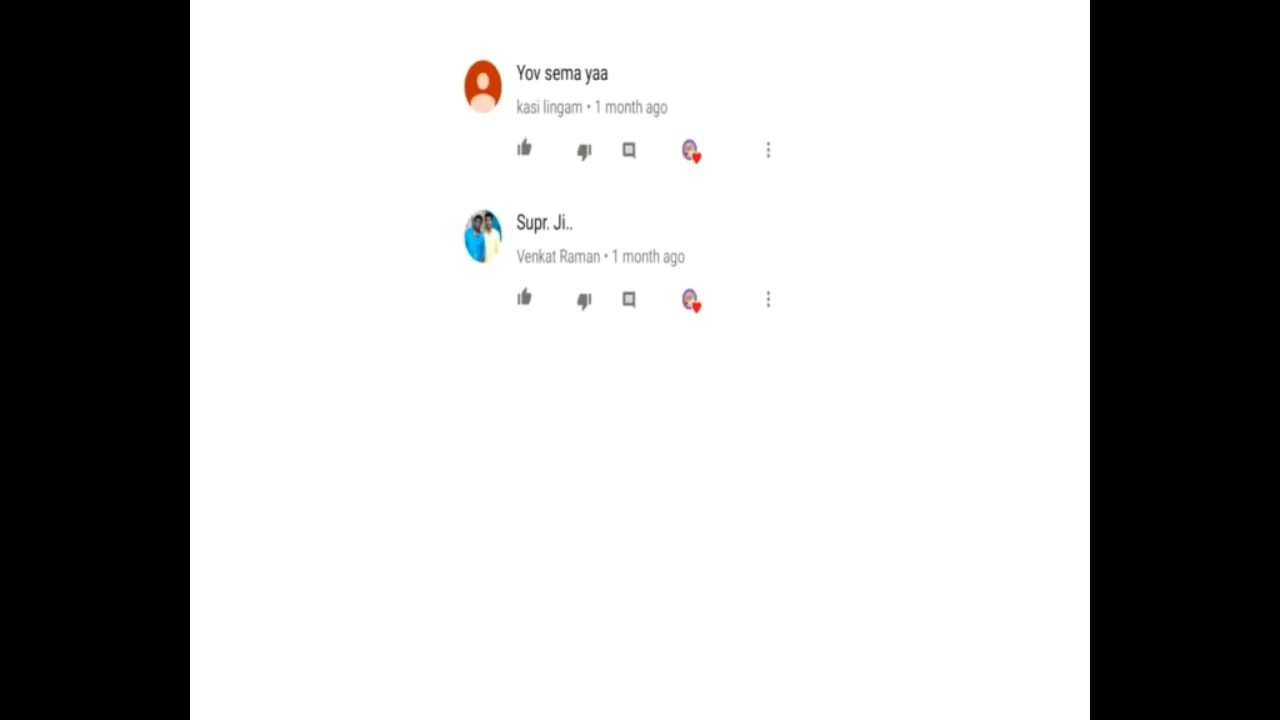 Yov sema yaa
kasi lingam • 1 month ago
Supr. Ji..
Venkat Raman • 1 month ago